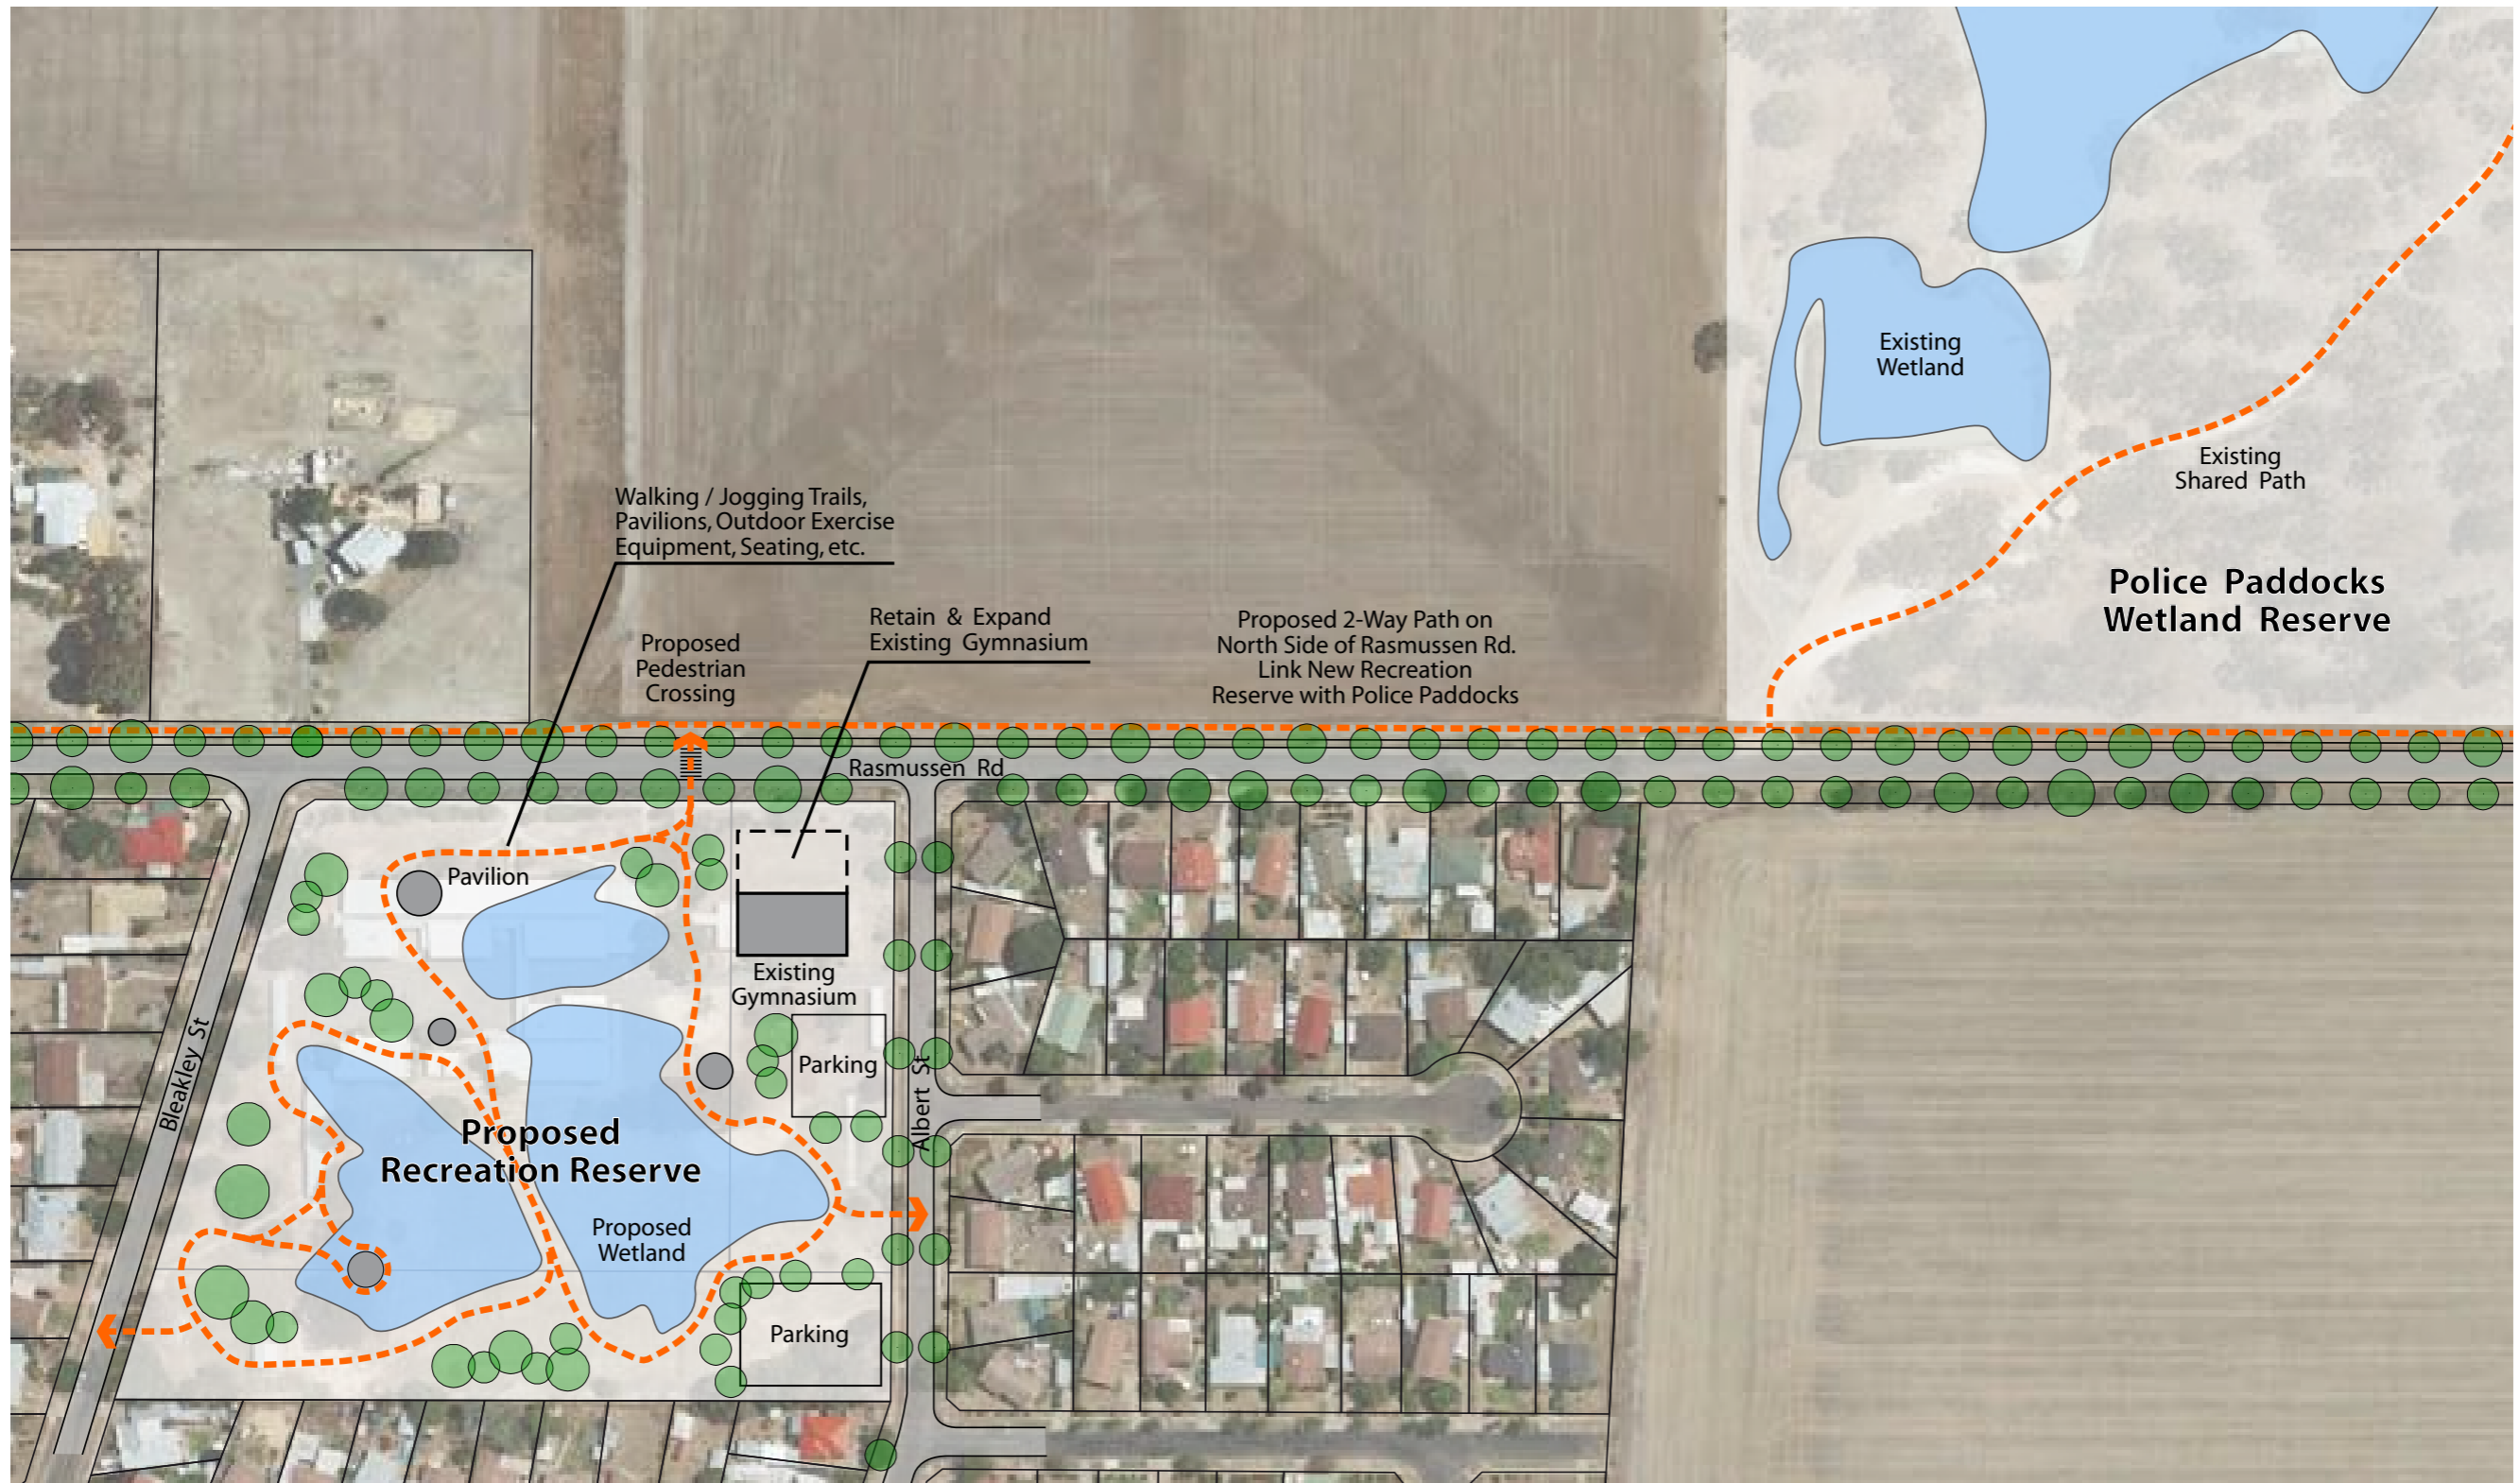 Existing
Wetland
Existing
Shared Path
Police Paddocks
Wetland Reserve
Walking / Jogging Trails,
Pavilions, Outdoor Exercise
Equipment, Seating, etc.
Retain & Expand
Existing Gymnasium
Proposed
Pedestrian
Crossing
Proposed 2-Way Path on
North Side of Rasmussen Rd.
Link New Recreation
Reserve with Police Paddocks
Rasmussen Rd
Pavilion
Existing
Gymnasium
Parking
Bleakley St
Albert St
Proposed
Recreation Reserve
Proposed
Wetland
Parking